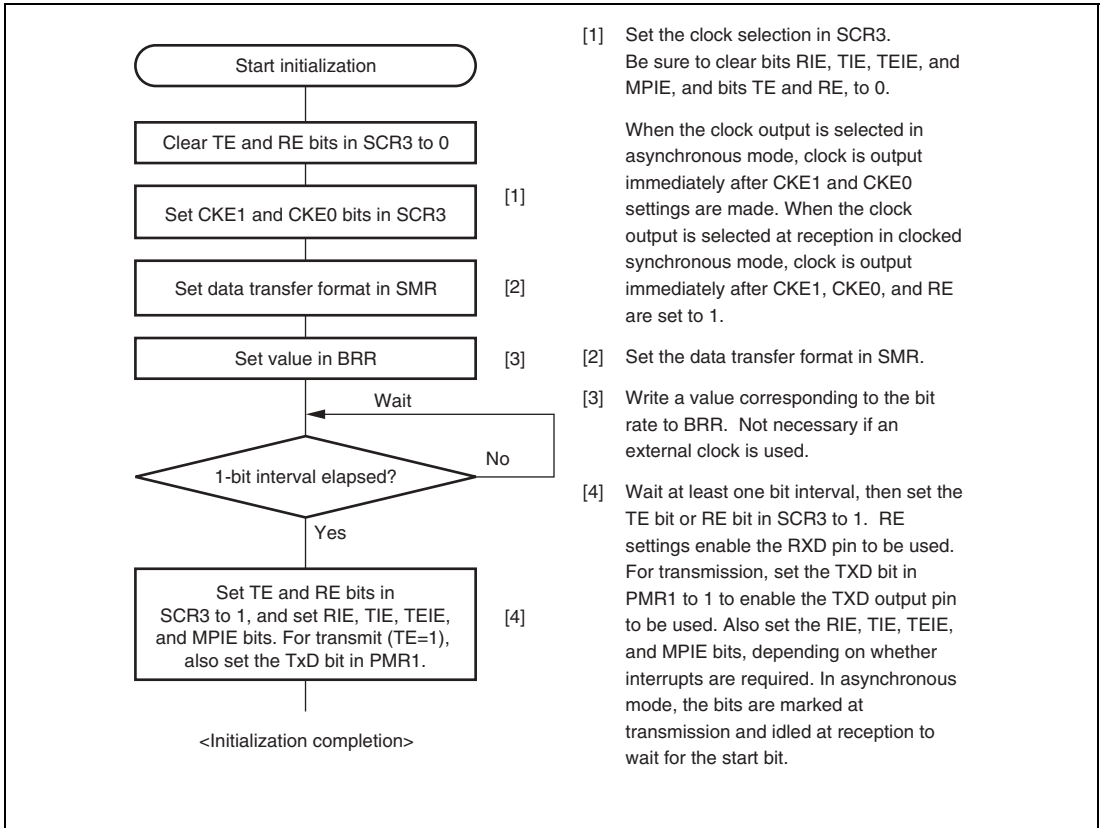 Start initialization
Clear TE and RE bits in SCR3 to 0
Set CKE1 and CKE0 bits in SCR3
[1]
Set data transfer format in SMR
[2]
Set value in BRR
[3]
Wait
1-bit interval elapsed?
No
Yes
Set TE and RE bits in
SCR3 to 1, and set RIE, TIE, TEIE,
and MPIE bits. For transmit (TE=1),
also set the TxD bit in PMR1.
[4]
<Initialization completion>
[1] Set the clock selection in SCR3.
Be sure to clear bits RIE, TIE, TEIE, and
MPIE, and bits TE and RE, to 0.
When the clock output is selected in
asynchronous mode, clock is output
immediately after CKE1 and CKE0
settings are made. When the clock
output is selected at reception in clocked
synchronous mode, clock is output
immediately after CKE1, CKE0, and RE
are set to 1.
[2] Set the data transfer format in SMR.
[3] Write a value corresponding to the bit
rate to BRR. Not necessary if an
external clock is used.
[4] Wait at least one bit interval, then set the
TE bit or RE bit in SCR3 to 1. RE
settings enable the RXD pin to be used.
For transmission, set the TXD bit in
PMR1 to 1 to enable the TXD output pin
to be used. Also set the RIE, TIE, TEIE,
and MPIE bits, depending on whether
interrupts are required. In asynchronous
mode, the bits are marked at
transmission and idled at reception to
wait for the start bit.